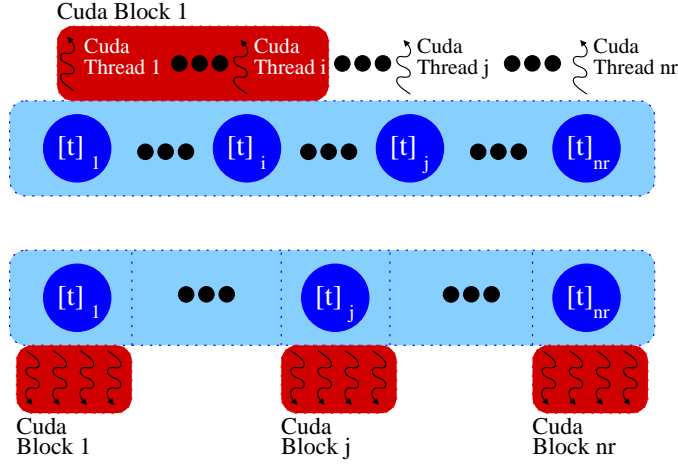 Cuda Block 1
Cuda Thread 1
Cuda Thread i
Cuda Thread j
Cuda Thread nr
[t] 1
[t] i
[t] j
[t] nr
[t] 1
[t] j
[t] nr
Cuda Block 1
Cuda Block j
Cuda Block nr